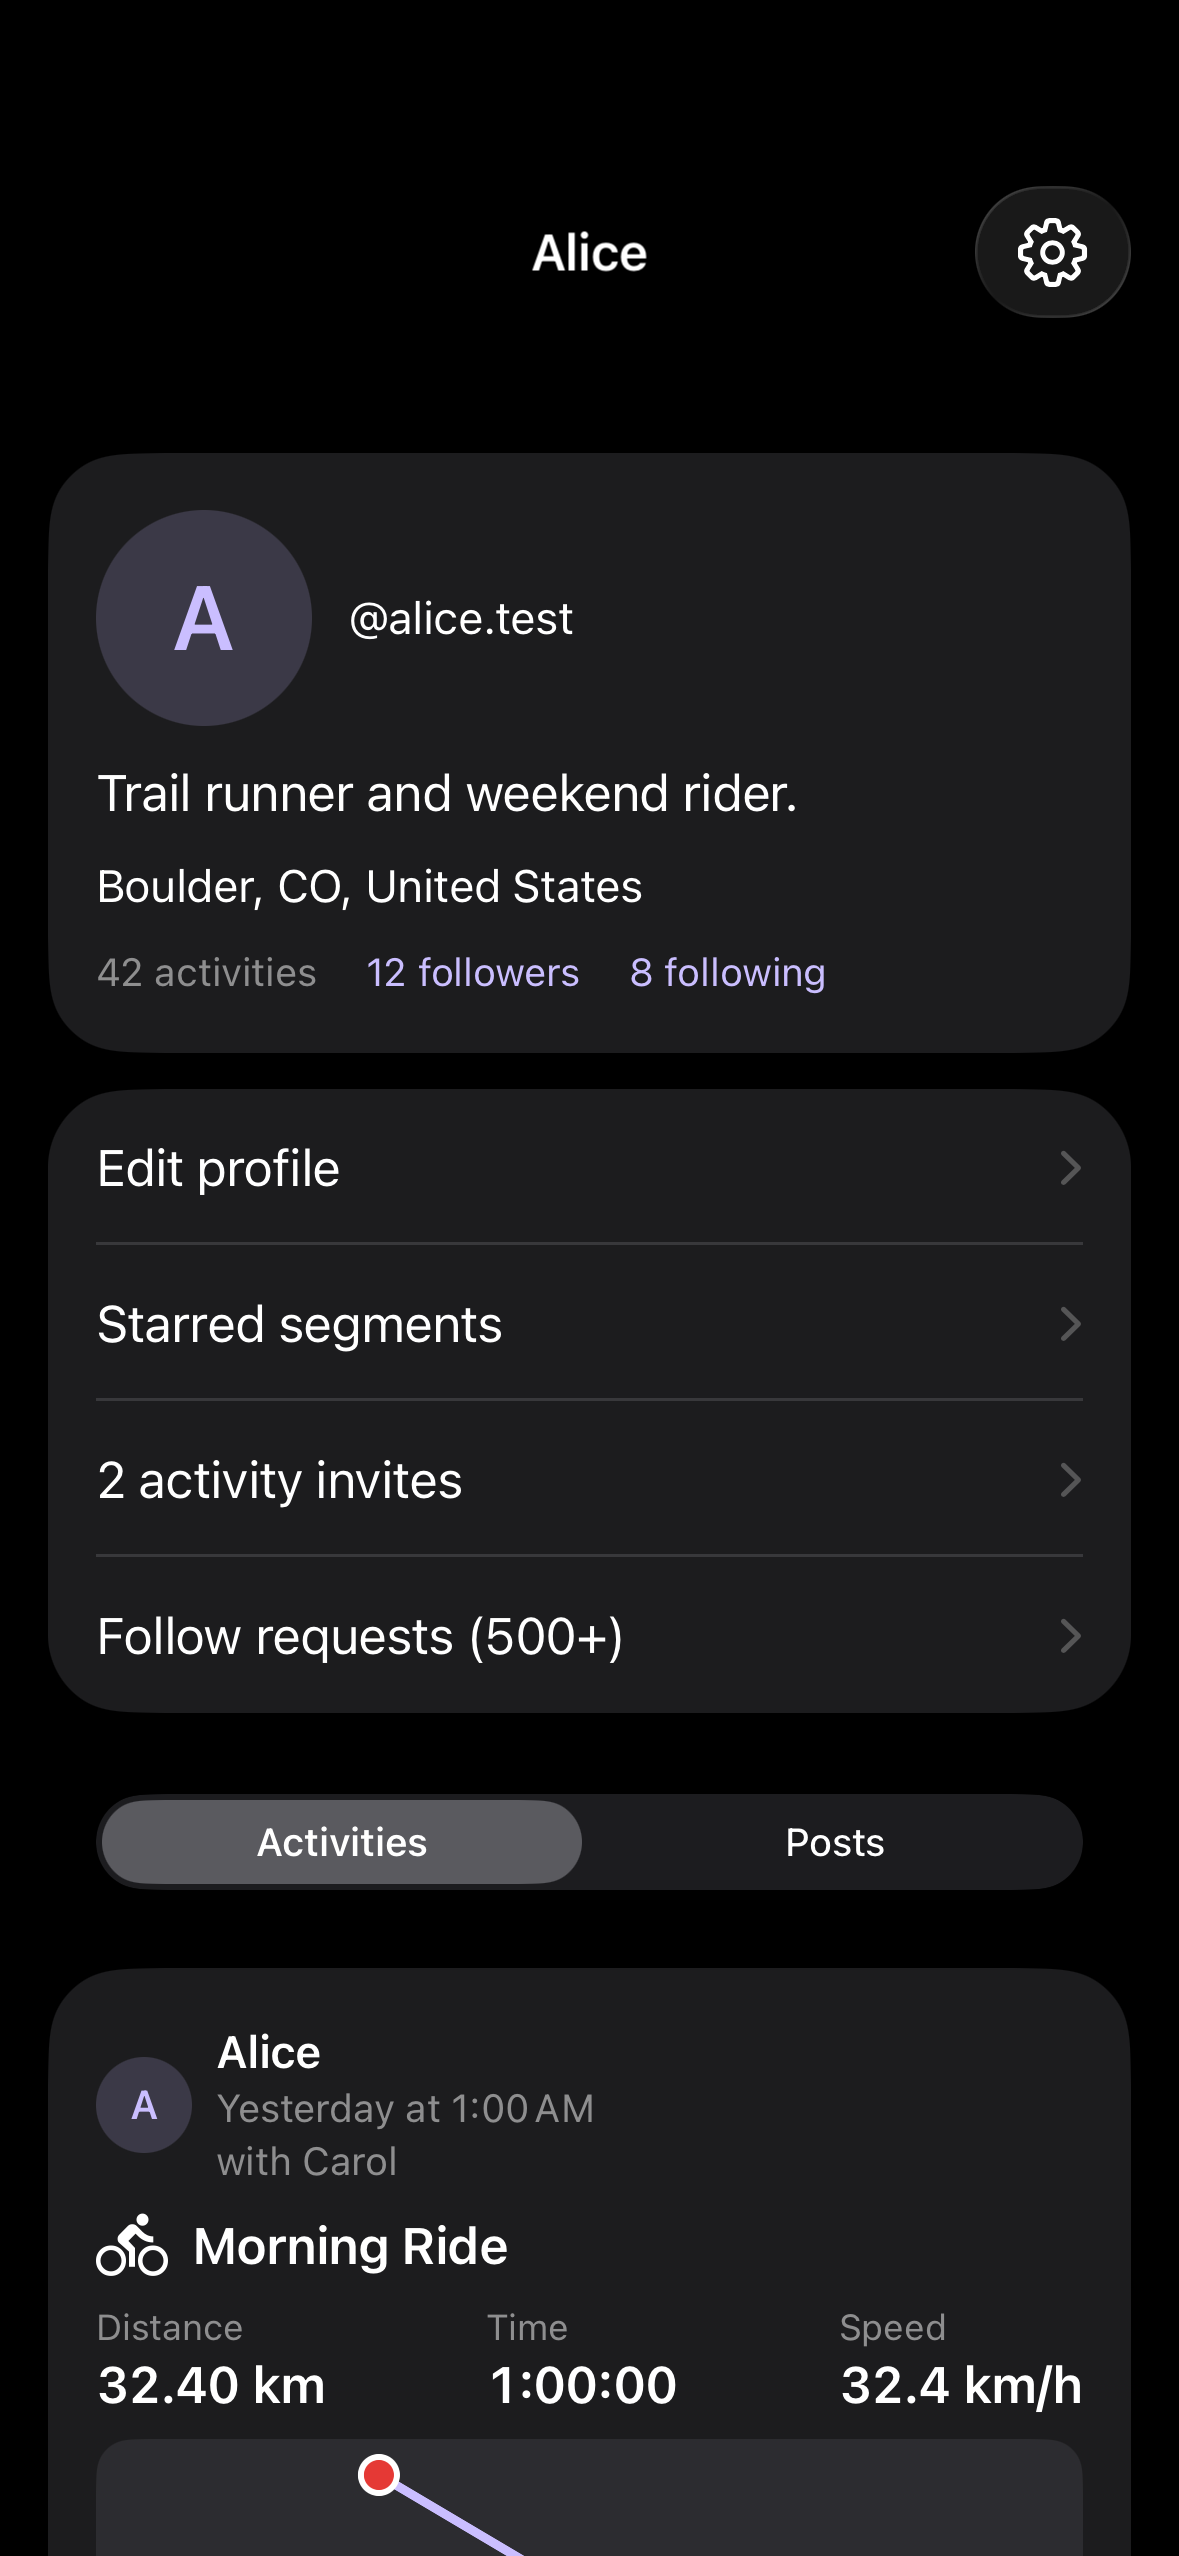 Alice
A
@alice.test
Trail runner and weekend rider.
Boulder, CO, United States
42 activities 12 followers 8 following
Edit profile
Starred segments
2 activity invites
Follow requests (500+)
Activities Posts
A
Alice
Yesterday at 1:00 AM
with Carol
Morning Ride
Distance Time Speed
32.40 km 1:00:00 32.4 km/h